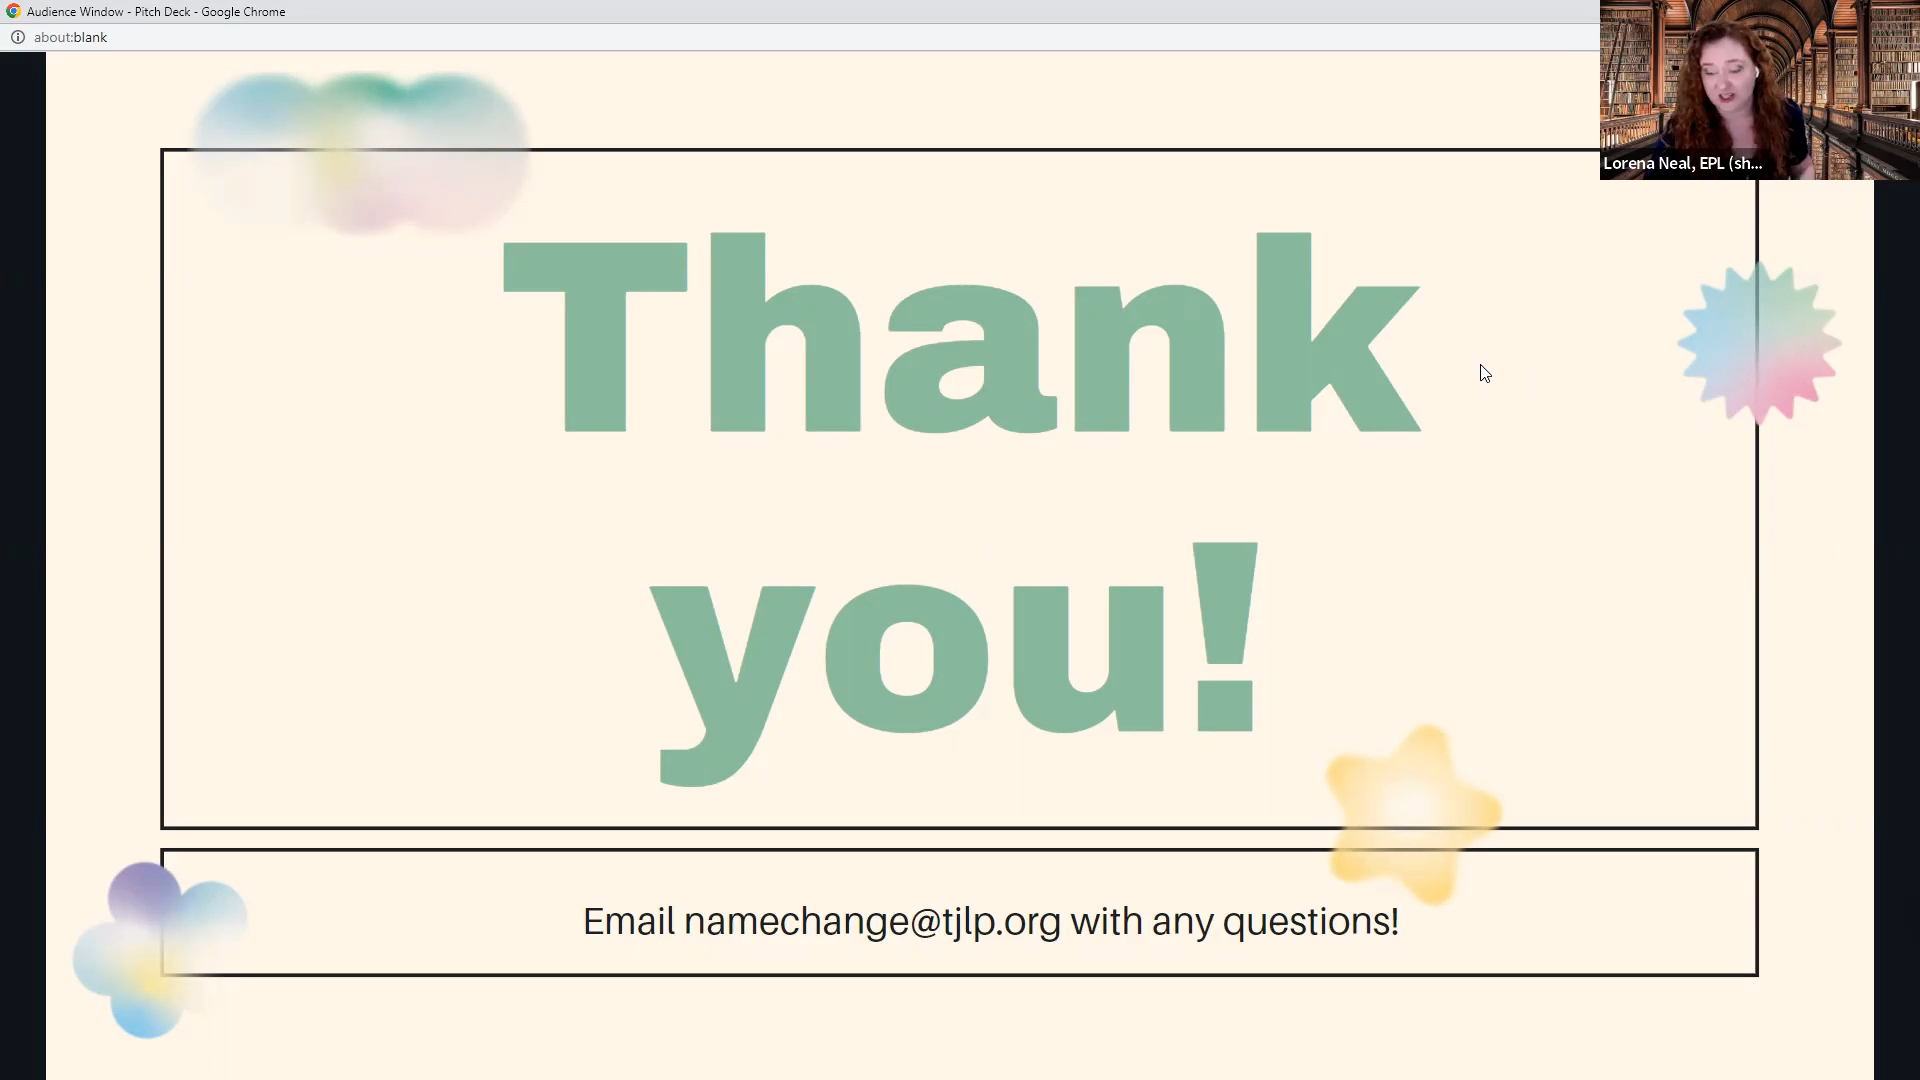 Audience Window - Pitch Deck - Google Chrome
about:blank
Lorena Neal, EPL (sh...
Thank
you!
Email namechange@tjlp.org with any questions!